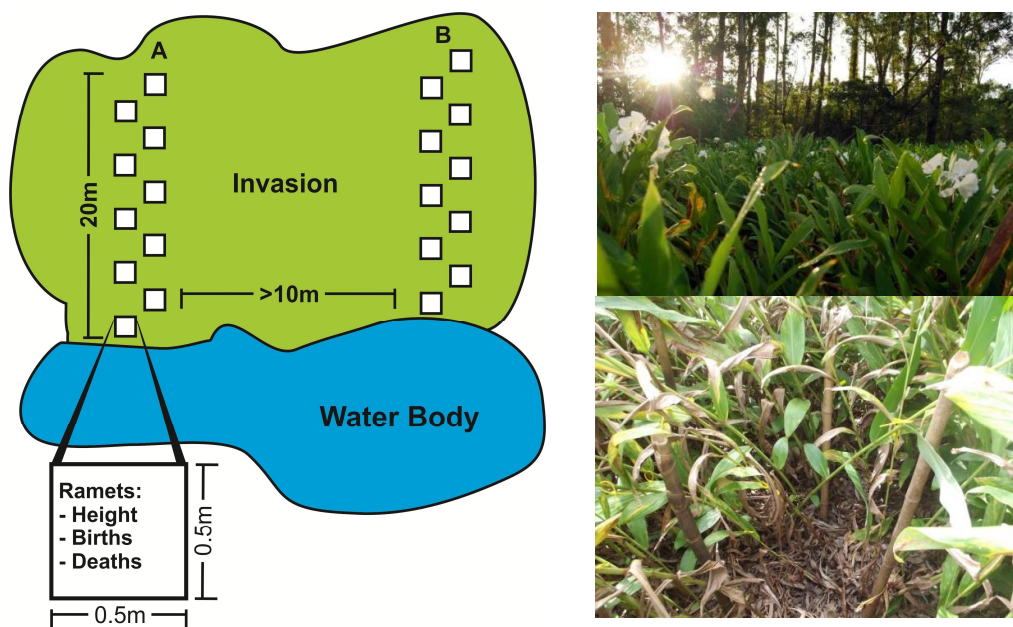 A
B
Invasion
20m
>10m
Water Body
Ramets:
- Height
- Births
- Deaths
0.5m
0.5m